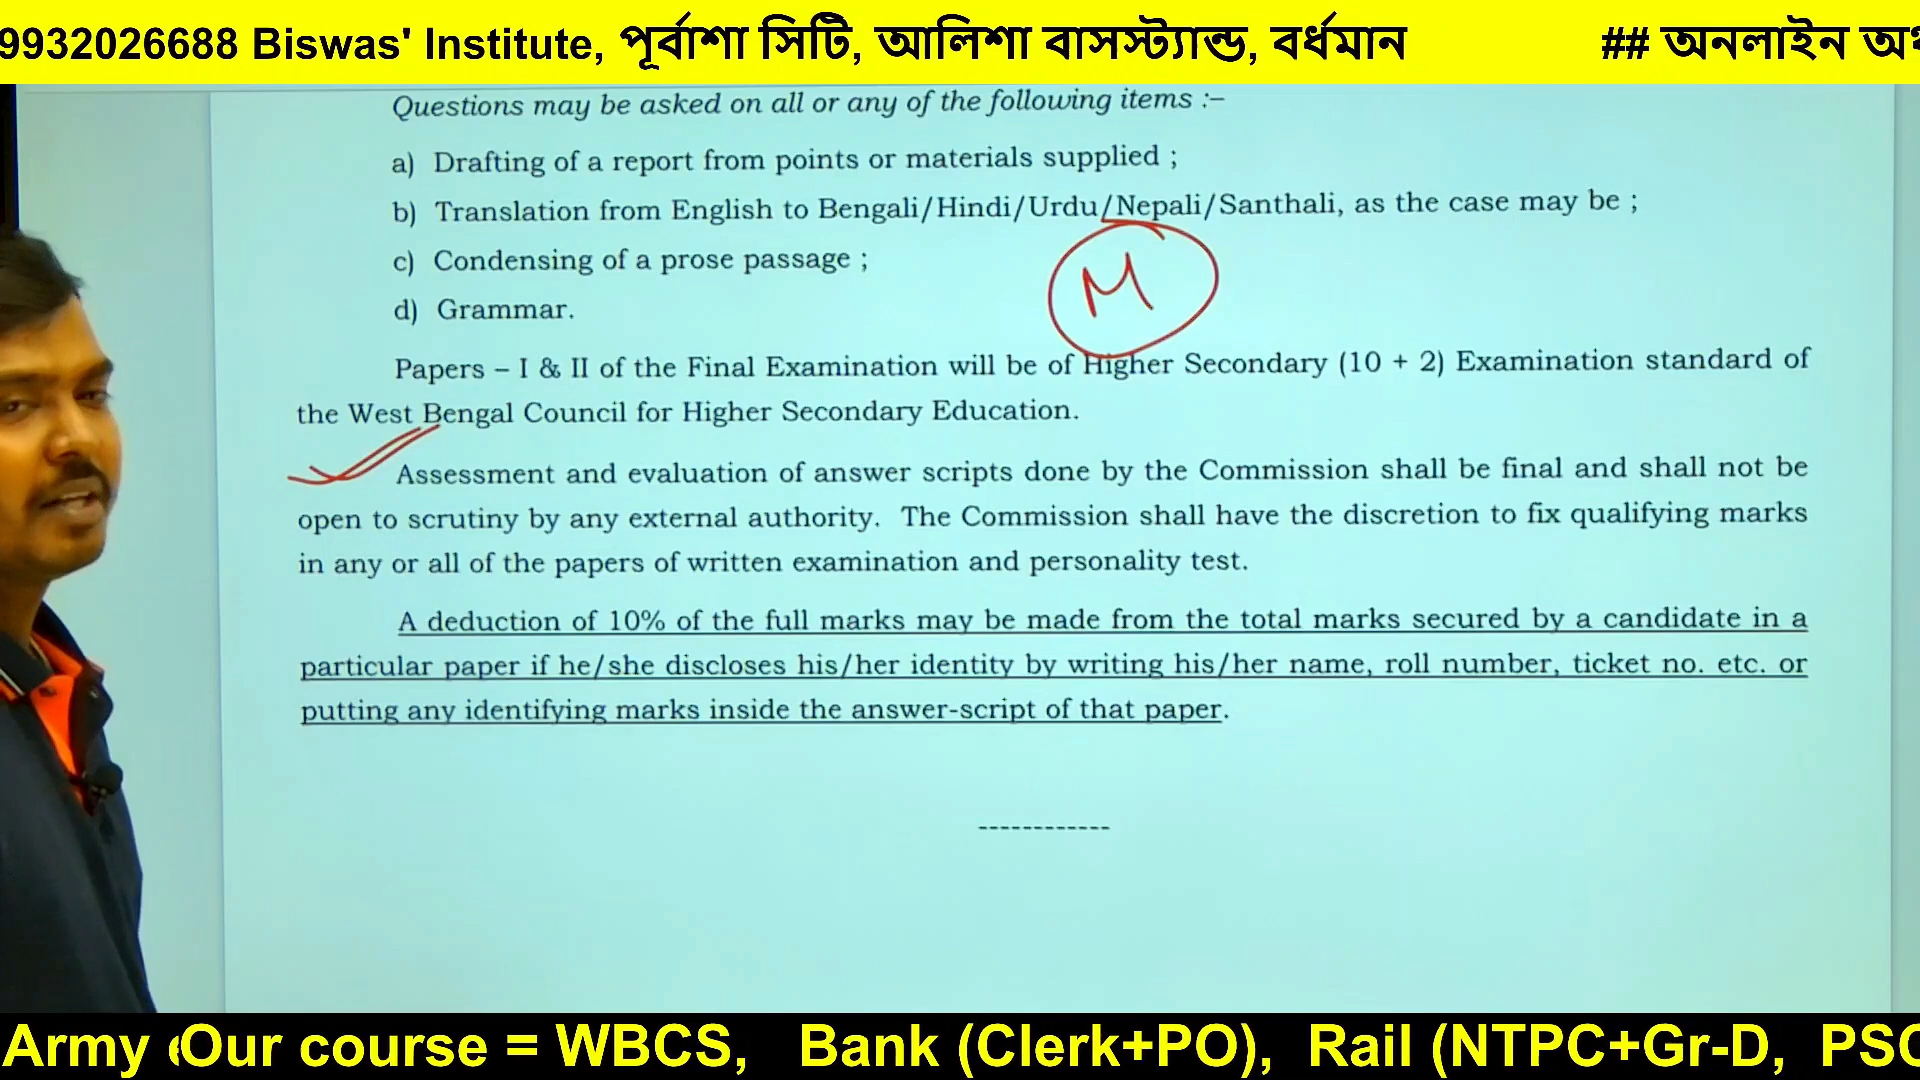 9932026688 Biswas' Institute, পূর্বাশা সিটি, আলিশা বাসস্ট্যান্ড, বর্ধমান ## অনলাইন
Questions may be asked on all or any of the following items :–
a) Drafting of a report from points or materials supplied ;
b) Translation from English to Bengali/Hindi/Urdu/Nepali/Santhali, as the case may be ;
c) Condensing of a prose passage ;
M
d) Grammar.
Papers – I & II of the Final Examination will be of Higher Secondary (10 + 2) Examination standard of
the West Bengal Council for Higher Secondary Education.
Assessment and evaluation of answer scripts done by the Commission shall be final and shall not be
open to scrutiny by any external authority. The Commission shall have the discretion to fix qualifying marks
in any or all of the papers of written examination and personality test.
A deduction of 10% of the full marks may be made from the total marks secured by a candidate in a
particular paper if he/she discloses his/her identity by writing his/her name, roll number, ticket no. etc. or
putting any identifying marks inside the answer-script of that paper.
------------
Army Our course = WBCS, Bank (Clerk+PO), Rail (NTPC+Gr-D, PSC